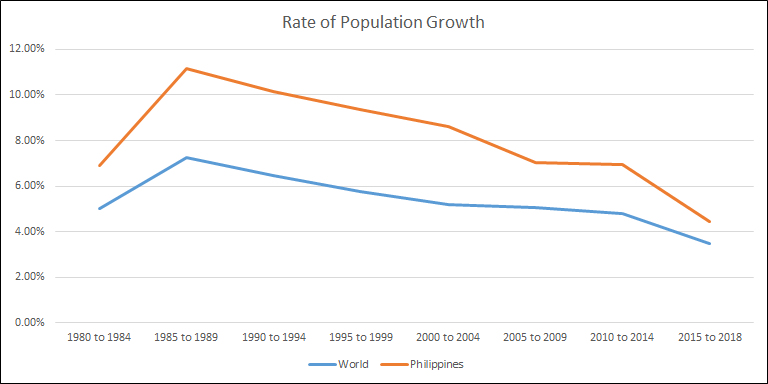 Rate of Population Growth
12.00%
10.00%
8.00%
6.00%
4.00%
2.00%
0.00%
1980 to 1984 1985 to 1989 1990 to 1994 1995 to 1999 2000 to 2004 2005 to 2009 2010 to 2014 2015 to 2018
World Philippines